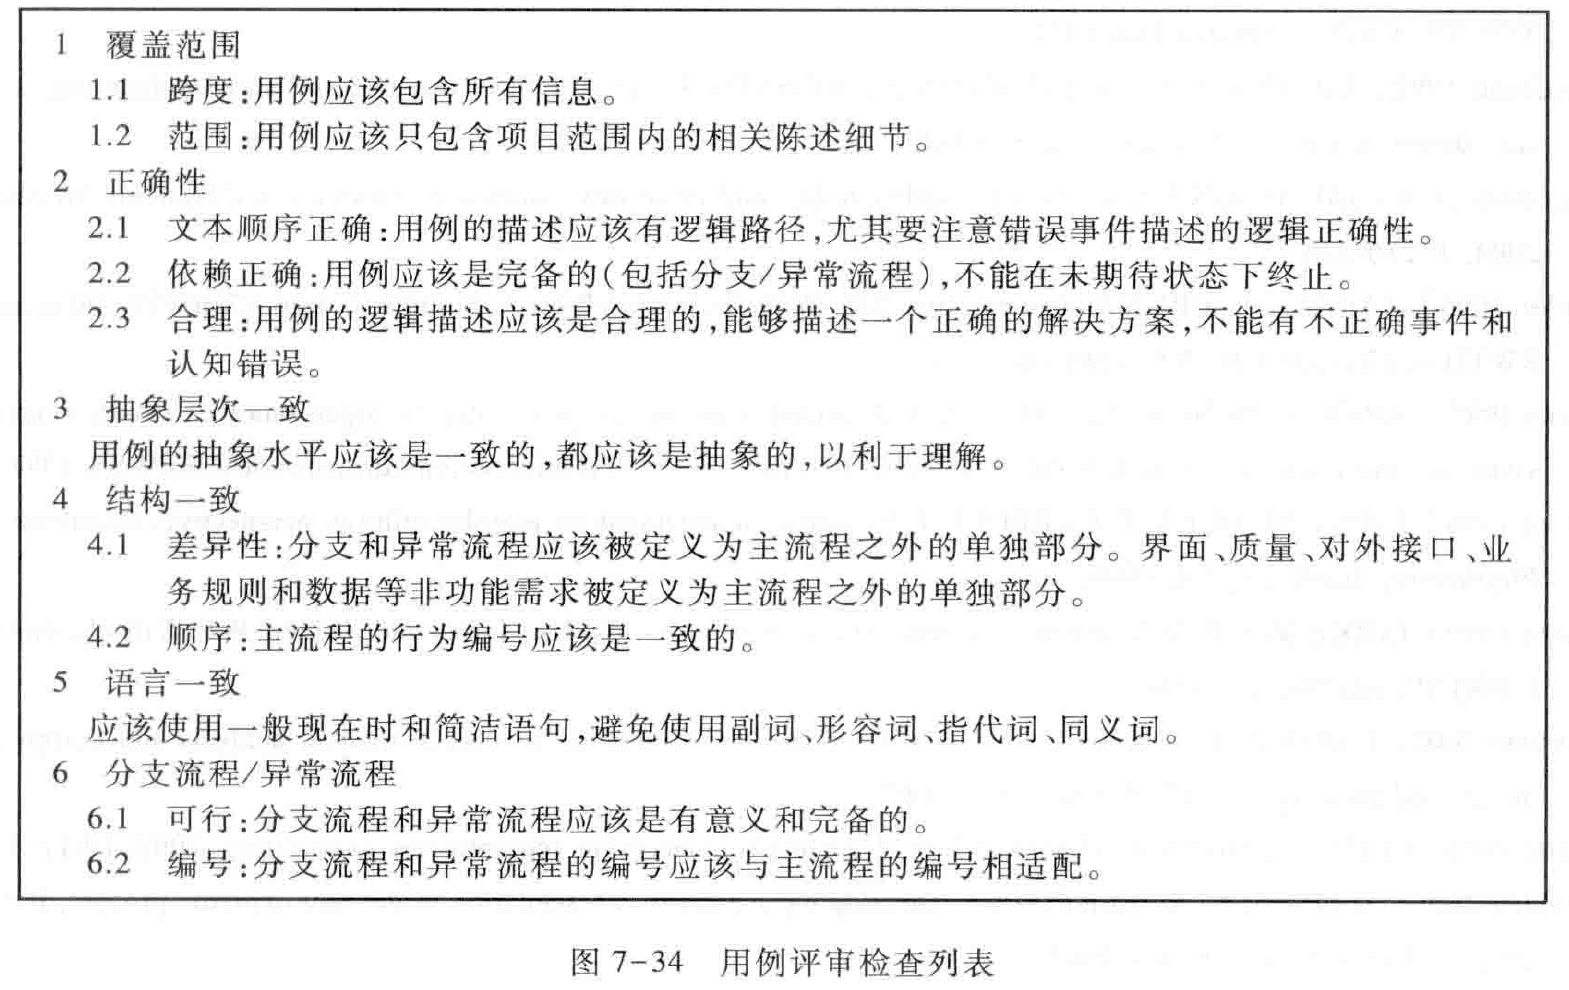 1 覆盖范围
1.1 跨度:用例应该包含所有信息。
1.2 范围:用例应该只包含项目范围内的相关陈述细节。
2 正确性
2.1 文本顺序正确:用例的描述应该有逻辑路径,尤其要注意错误事件描述的逻辑正确性。
2.2 依赖正确:用例应该是完备的(包括分支/异常流程),不能在未期待状态下终止。
2.3 合理:用例的逻辑描述应该是合理的,能够描述一个正确的解决方案,不能有不正确事件和
认知错误。
3 抽象层次一致
用例的抽象水平应该是一致的,都应该是抽象的,以利于理解。
4 结构一致
4.1 差异性:分支和异常流程应该被定义为主流程之外的单独部分。界面、质量、对外接口、业
务规则和数据等非功能需求被定义为主流程之外的单独部分。
4.2 顺序:主流程的行为编号应该是一致的。
5 语言一致
应该使用一般现在时和简洁语句,避免使用副词、形容词、指代词、同义词。
6 分支流程/异常流程
6.1 可行:分支流程和异常流程应该是有意义和完备的。
6.2 编号:分支流程和异常流程的编号应该与主流程的编号相适配。
图 7-34 用例评审检查列表